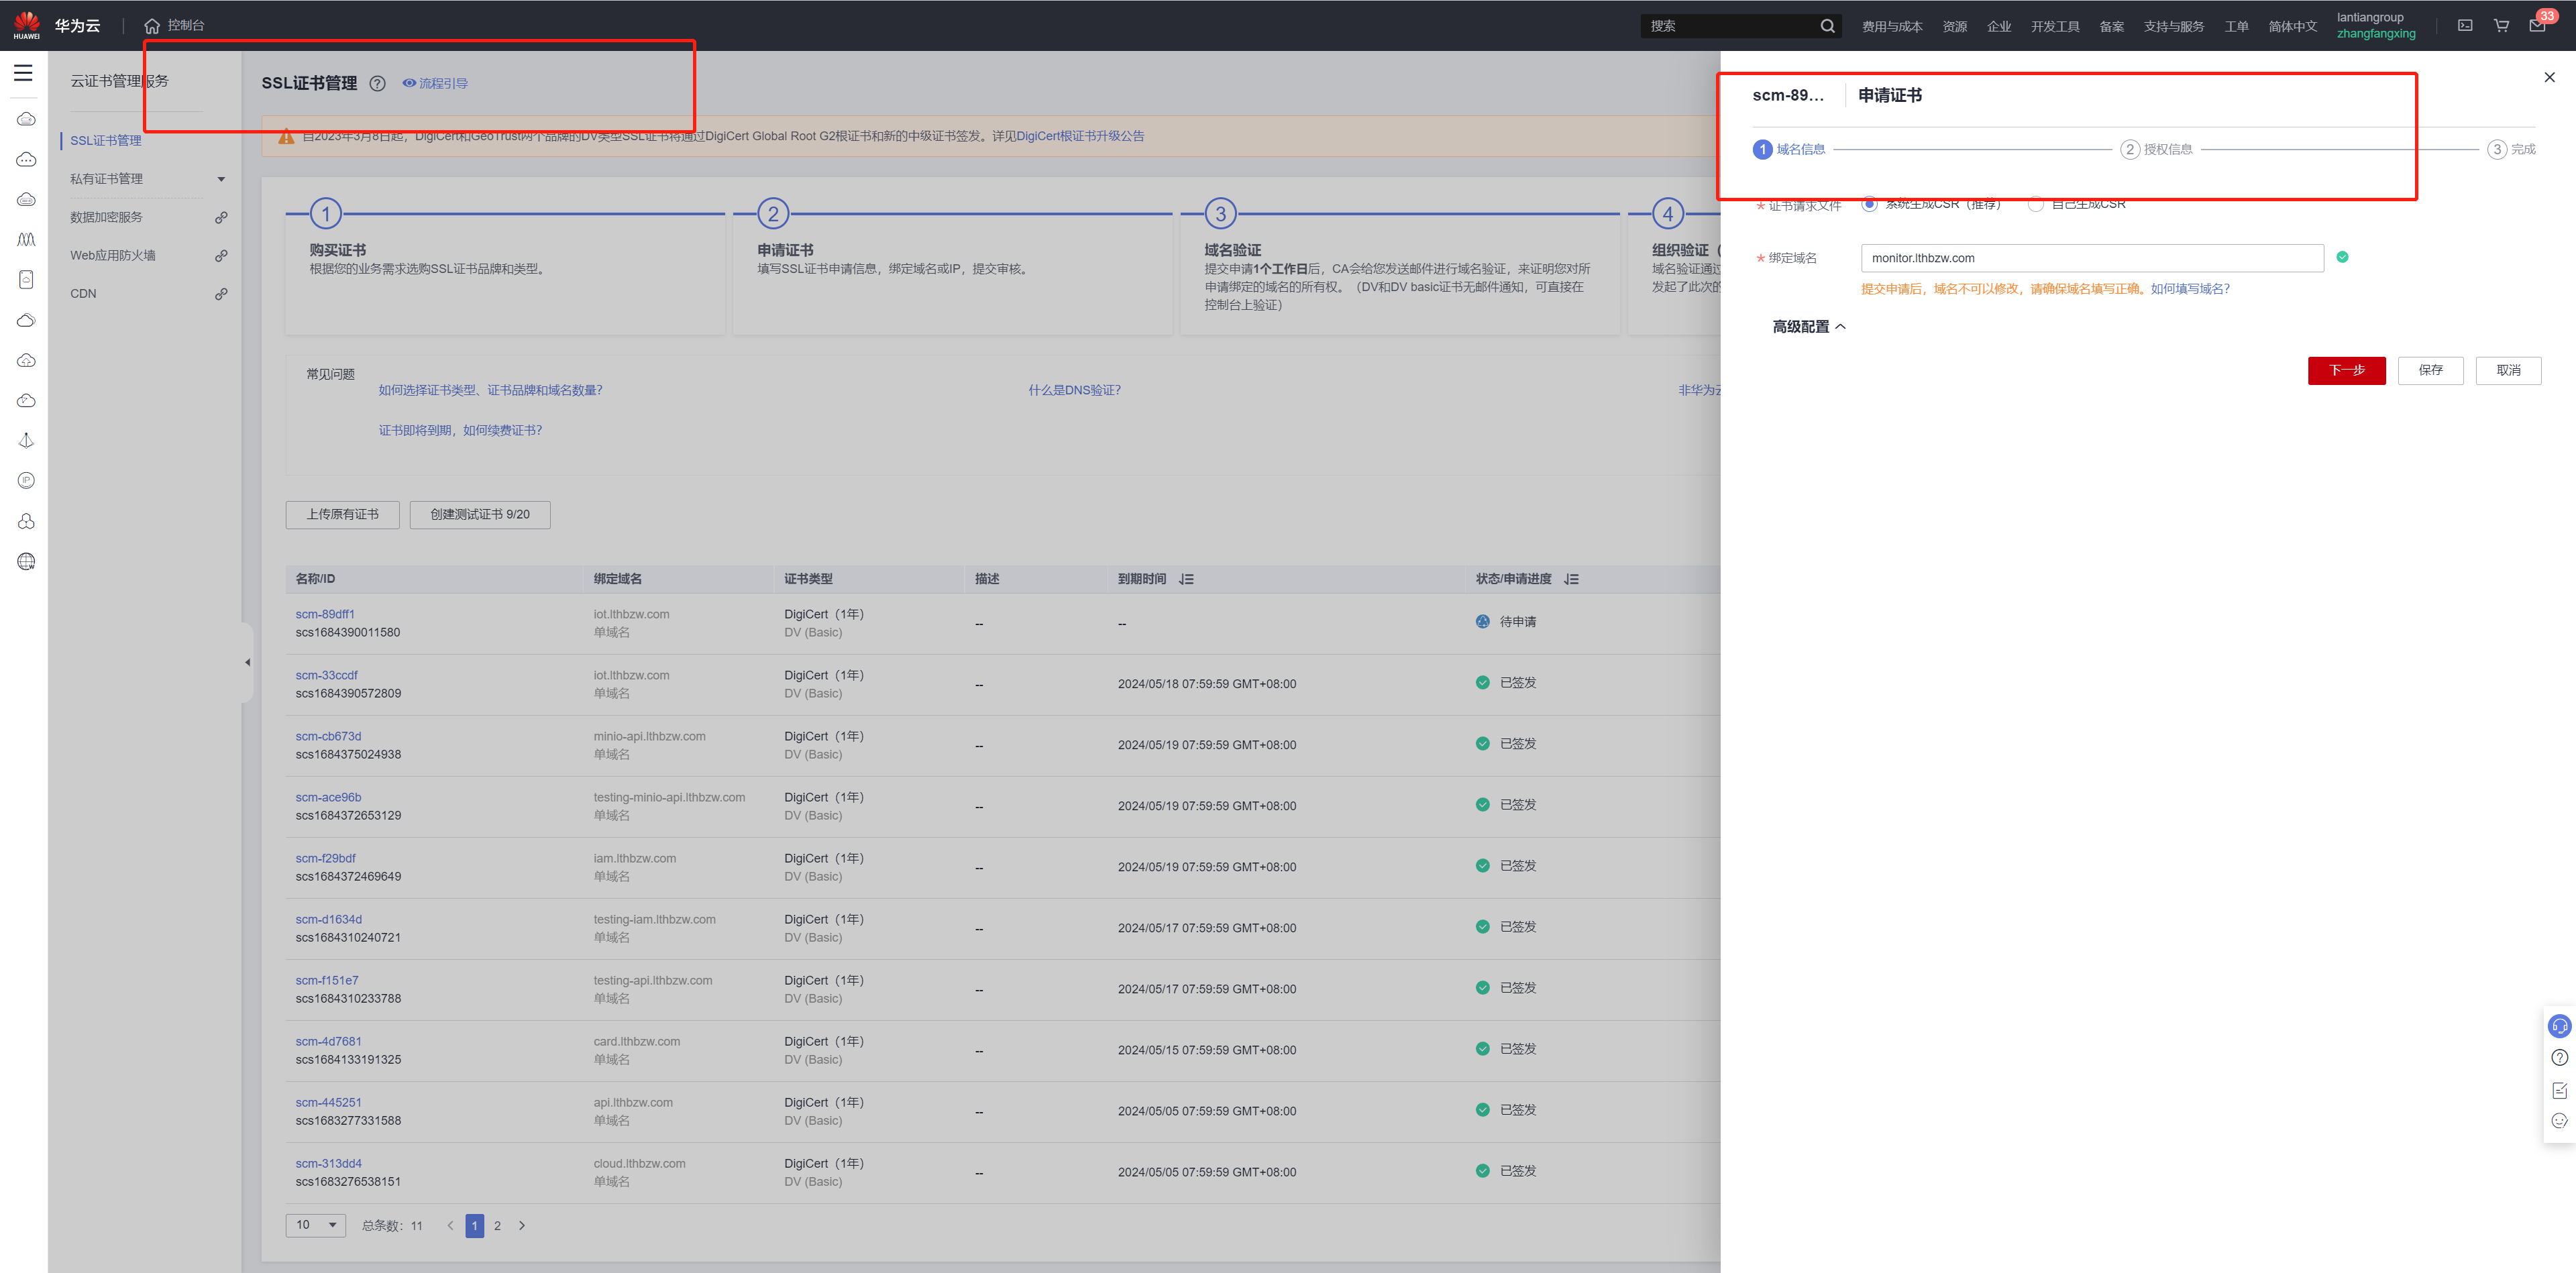 HUAWEI
华为云
控制台
搜索
费用与成本
资源
企业
开发工具
备案
支持与服务
工单
简体中文
lantiangroup
zhangfangxing
33
云证书管理服务
SSL证书管理
私有证书管理
数据加密服务
Web应用防火墙
CDN
IP
SSL证书管理
流程引导
自2023年3月8日起，DigiCert和GeoTrust两个品牌的DV类型SSL证书将通过DigiCert Global Root G2根证书和新的中级证书签发。详见DigiCert根证书升级公告
1
购买证书
根据您的业务需求选购SSL证书品牌和类型。
2
申请证书
填写SSL证书申请信息，绑定域名或IP，提交审核。
3
域名验证
提交申请1个工作日后，CA会给您发送邮件进行域名验证，来证明您对所
申请绑定的域名的所有权。（DV和DV basic证书无邮件通知，可直接在
控制台上验证）
4
组织验证（
域名验证通过
发起了此次的
常见问题
如何选择证书类型、证书品牌和域名数量?
什么是DNS验证?
非华为云
证书即将到期，如何续费证书?
上传原有证书
创建测试证书 9/20
名称/ID 绑定域名 证书类型 描述 到期时间 状态/申请进度
scm-89dff1 iot.lthbzw.com DigiCert（1年） -- -- 待申请
scs1684390011580 单域名 DV (Basic)
scm-33ccdf iot.lthbzw.com DigiCert（1年） -- 2024/05/18 07:59:59 GMT+08:00 已签发
scs1684390572809 单域名 DV (Basic)
scm-cb673d minio-api.lthbzw.com DigiCert（1年） -- 2024/05/19 07:59:59 GMT+08:00 已签发
scs1684375024938 单域名 DV (Basic)
scm-ace96b testing-minio-api.lthbzw.com DigiCert（1年） -- 2024/05/19 07:59:59 GMT+08:00 已签发
scs1684372653129 单域名 DV (Basic)
scm-f29bdf iam.lthbzw.com DigiCert（1年） -- 2024/05/19 07:59:59 GMT+08:00 已签发
scs1684372469649 单域名 DV (Basic)
scm-d1634d testing-iam.lthbzw.com DigiCert（1年） -- 2024/05/17 07:59:59 GMT+08:00 已签发
scs1684310240721 单域名 DV (Basic)
scm-f151e7 testing-api.lthbzw.com DigiCert（1年） -- 2024/05/17 07:59:59 GMT+08:00 已签发
scs1684310233788 单域名 DV (Basic)
scm-4d7681 card.lthbzw.com DigiCert（1年） -- 2024/05/15 07:59:59 GMT+08:00 已签发
scs1684133191325 单域名 DV (Basic)
scm-445251 api.lthbzw.com DigiCert（1年） -- 2024/05/05 07:59:59 GMT+08:00 已签发
scs1683277331588 单域名 DV (Basic)
scm-313dd4 cloud.lthbzw.com DigiCert（1年） -- 2024/05/05 07:59:59 GMT+08:00 已签发
scs1683276538151 单域名 DV (Basic)
10 总条数：11 1 2
scm-89... 申请证书
1 域名信息 2 授权信息 3 完成
* 证书请求文件 系统生成CSR（推荐） 自己生成CSR
* 绑定域名 monitor.lthbzw.com
提交申请后，域名不可以修改，请确保域名填写正确。如何填写域名?
高级配置
下一步 保存 取消